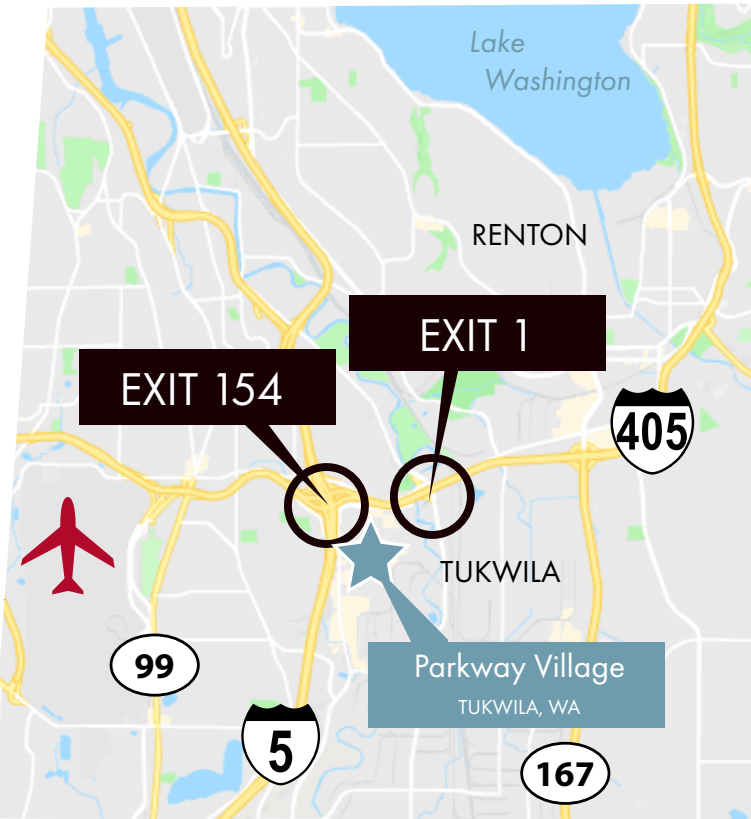 Lake
Washington
RENTON
EXIT 1
EXIT 154
405
TUKWILA
99
Parkway Village
TUKWILA, WA
5
167